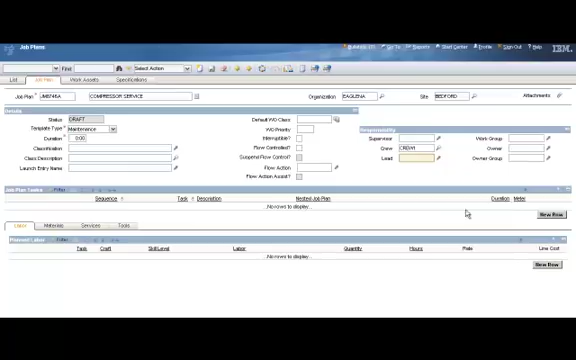 Job Plans
Bulletins: (0) Go To Reports Start Center Profile Sign Out Help IBM.
Find: Select Action
List Job Plan Work Assets Specifications
Job Plan COMPRESSOR SERVICE Organization EAGLENA Site BEDFORD Attachments
Details
Status DRAFT Default WO Class
Template Type Maintenance WO Priority Responsibility
Duration 0:00 Interruptible? Supervisor Work Group
Classification Flow Controlled? Crew Owner
Class Description Suspend Flow Control? Lead Owner Group
Launch Entry Name Flow Action
Flow Action Assist?
Job Plan Tasks Filter
Sequence Task Description Nested Job Plan Duration Meter
...No rows to display...
New Row
Labor Materials Services Tools
Planned Labor Filter
Task Craft Skill Level Labor Quantity Hours Rate Line Cost
...No rows to display...
New Row